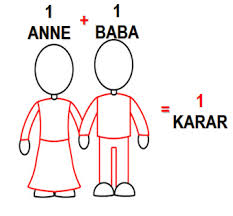 1 + 1
ANNE BABA
= 1
KARAR